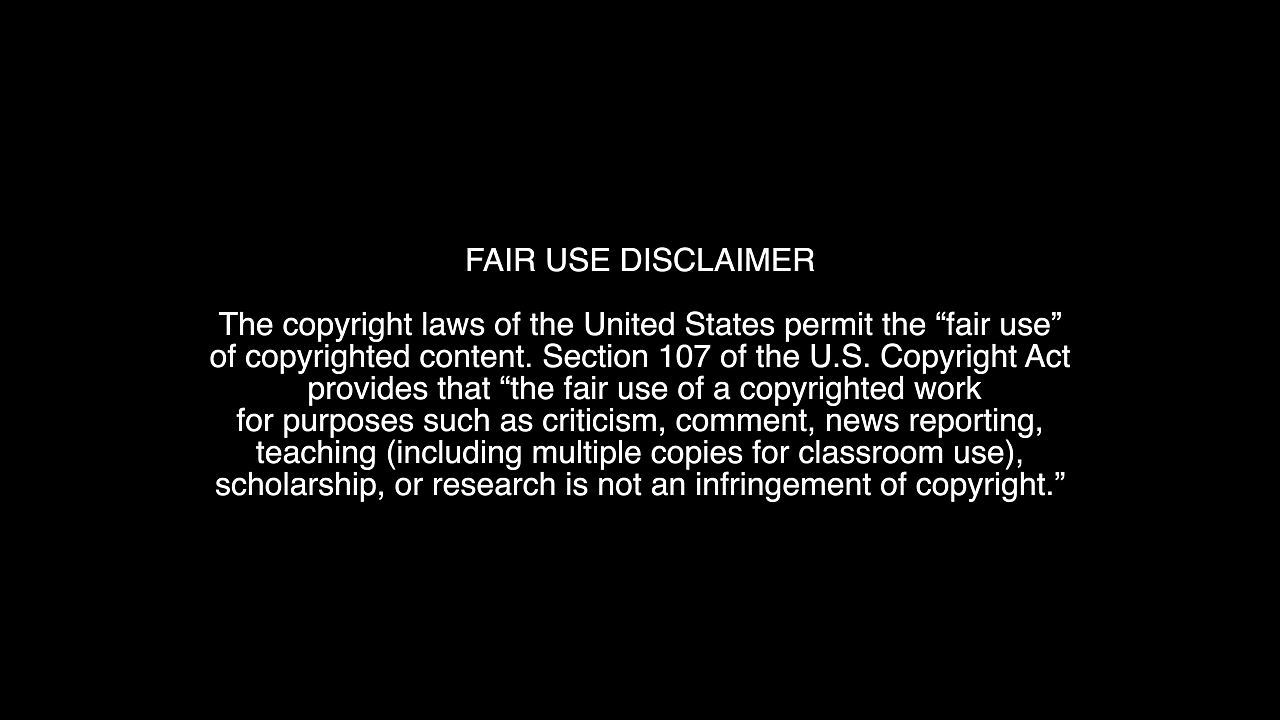 FAIR USE DISCLAIMER
The copyright laws of the United States permit the “fair use”
of copyrighted content. Section 107 of the U.S. Copyright Act
provides that “the fair use of a copyrighted work
for purposes such as criticism, comment, news reporting,
teaching (including multiple copies for classroom use),
scholarship, or research is not an infringement of copyright.”